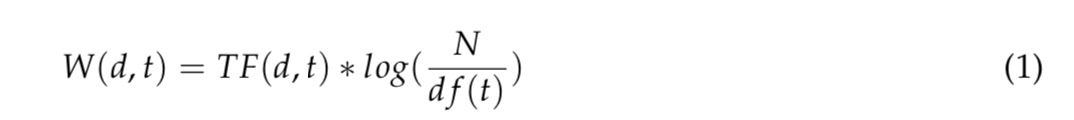 W(d,t) = TF(d,t) * log(N/df(t)) (1)